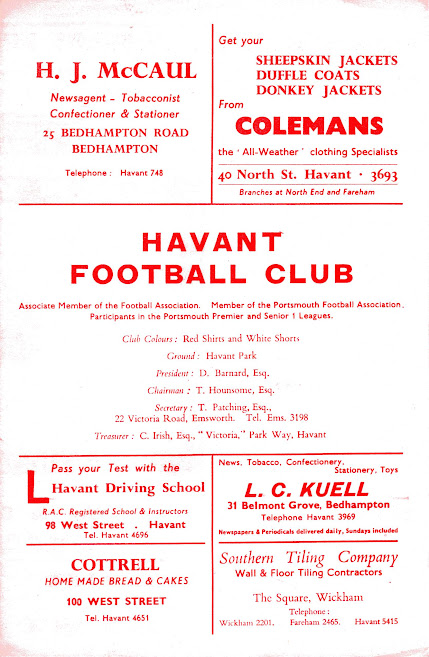 H. J. McCAUL
Newsagent - Tobacconist
Confectioner & Stationer
25 BEDHAMPTON ROAD
BEDHAMPTON
Telephone : Havant 748
Get your
SHEEPSKIN JACKETS
DUFFLE COATS
DONKEY JACKETS
From
COLEMANS
the 'All-Weather' clothing Specialists
40 North St. Havant · 3693
Branches at North End and Fareham
HAVANT
FOOTBALL CLUB
Associate Member of the Football Association. Member of the Portsmouth Football Association,
Participants in the Portsmouth Premier and Senior 1 Leagues.
Club Colours : Red Shirts and White Shorts
Ground : Havant Park
President : D. Barnard, Esq.
Chairman : T. Hounsome, Esq.
Secretary : T. Patching, Esq.,
22 Victoria Road, Emsworth. Tel. Ems. 3198
Treasurer : C. Irish, Esq., "Victoria," Park Way, Havant
Pass your Test with the
L Havant Driving School
R.A.C. Registered School & Instructors
98 West Street . Havant
Tel. Havant 4696
News, Tobacco, Confectionery,
Stationery, Toys
L. C. KUELL
31 Belmont Grove, Bedhampton
Telephone Havant 3969
Newspapers & Periodicals delivered daily, Sundays included
COTTRELL
HOME MADE BREAD & CAKES
100 WEST STREET
Tel. Havant 4651
Southern Tiling Company
Wall & Floor Tiling Contractors
The Square, Wickham
Telephone :
Wickham 2201. Fareham 2465. Havant 5415